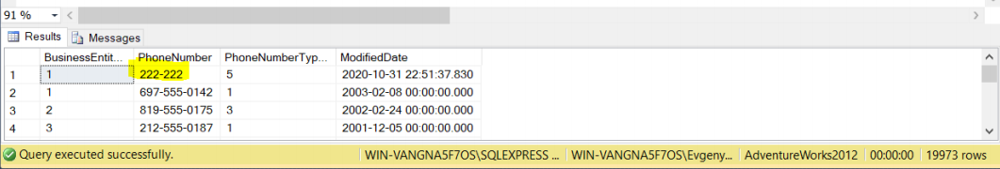 91 %
Results Messages
BusinessEntit... PhoneNumber PhoneNumberTyp... ModifiedDate
1 1 222-222 5 2020-10-31 22:51:37.830
2 1 697-555-0142 1 2003-02-08 00:00:00.000
3 2 819-555-0175 3 2002-02-24 00:00:00.000
4 3 212-555-0187 1 2001-12-05 00:00:00.000
Query executed successfully. WIN-VANGNA5F7OS\SQLEXPRESS ... WIN-VANGNA5F7OS\Evgeny... AdventureWorks2012 00:00:00 19973 rows